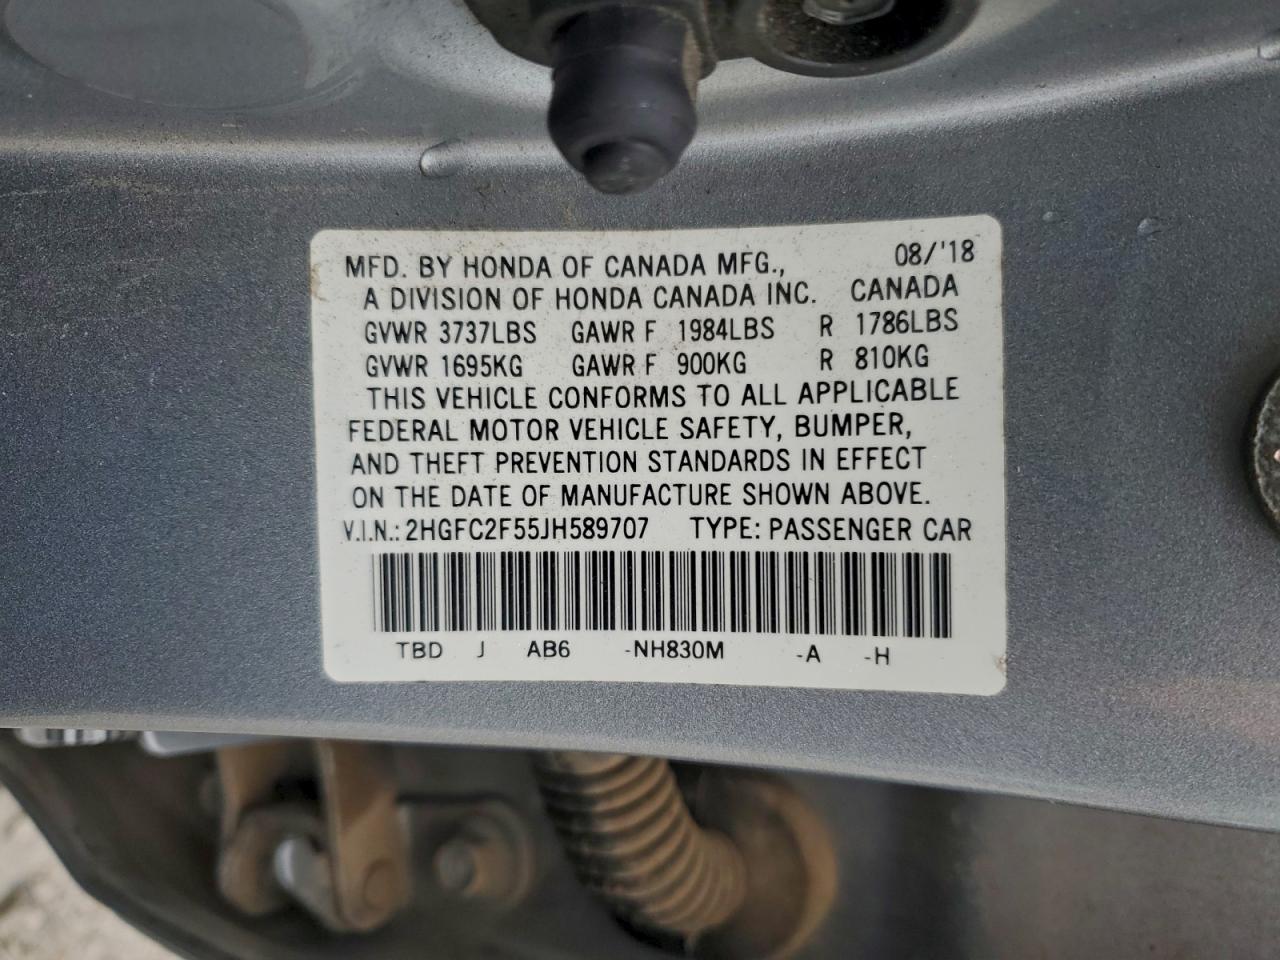 MFD. BY HONDA OF CANADA MFG., 08/'18
A DIVISION OF HONDA CANADA INC. CANADA
GVWR 3737LBS GAWR F 1984LBS R 1786LBS
GVWR 1695KG GAWR F 900KG R 810KG
THIS VEHICLE CONFORMS TO ALL APPLICABLE
FEDERAL MOTOR VEHICLE SAFETY, BUMPER,
AND THEFT PREVENTION STANDARDS IN EFFECT
ON THE DATE OF MANUFACTURE SHOWN ABOVE.
V.I.N.: 2HGFC2F55JH589707 TYPE: PASSENGER CAR
TBD J AB6 -NH830M -A -H